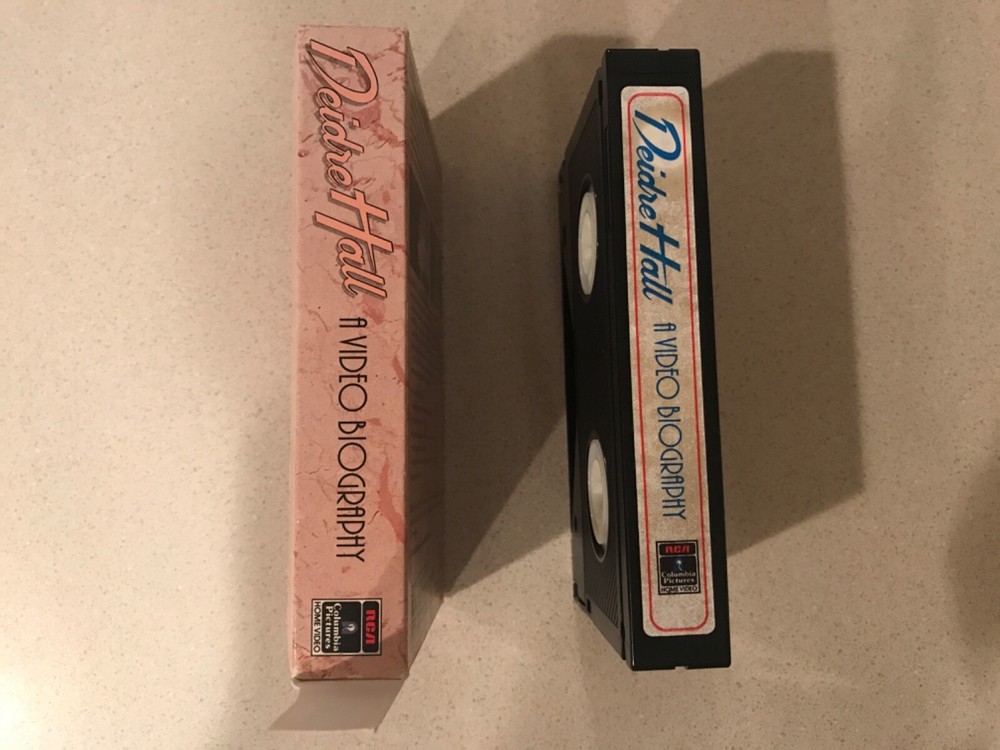 Deidre Hall A VIDEO BIOGRAPHY
RCA
Columbia
Pictures
HOME VIDEO
Deidre Hall A VIDEO BIOGRAPHY
RCA
Columbia
Pictures
HOME VIDEO